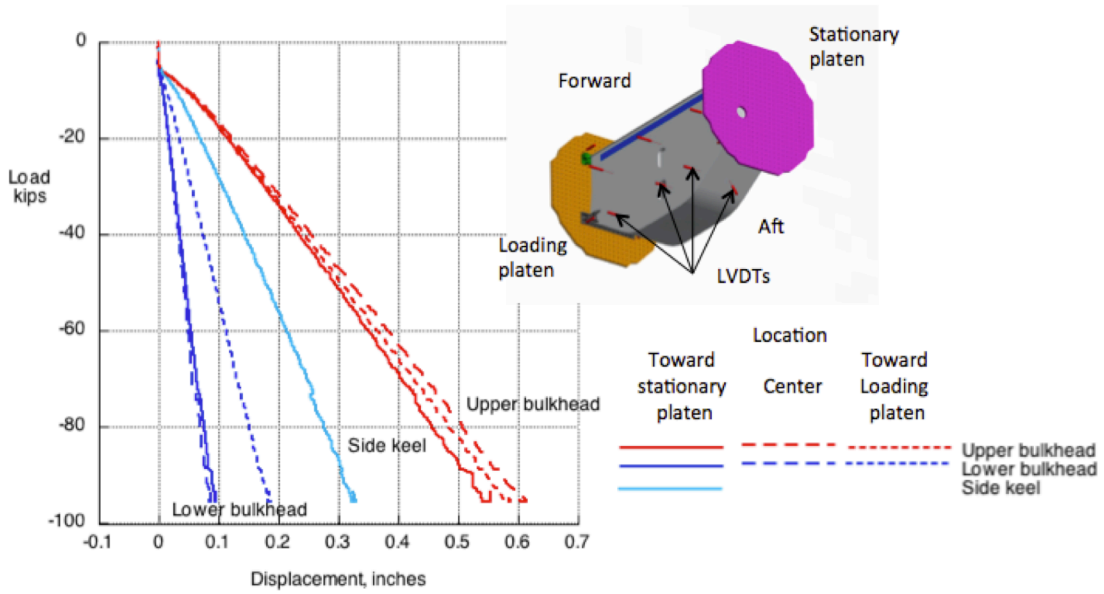 0
-20
-40
-60
-80
-100
Load
kips
-0.1 0 0.1 0.2 0.3 0.4 0.5 0.6 0.7
Displacement, inches
Upper bulkhead
Side keel
Lower bulkhead
Forward
Stationary
platen
Loading
platen
Aft
LVDTs
Location
Toward
stationary
platen
Center
Toward
Loading
platen
Upper bulkhead
Lower bulkhead
Side keel